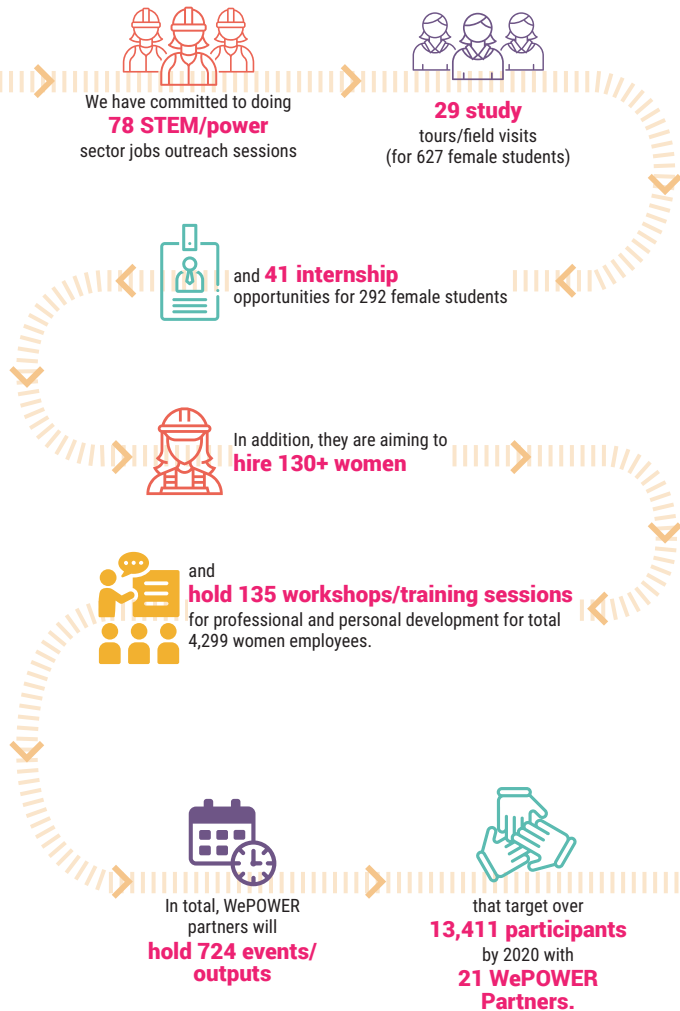 We have committed to doing
78 STEM/power
sector jobs outreach sessions
29 study
tours/field visits
(for 627 female students)
and 41 internship
opportunities for 292 female students
In addition, they are aiming to
hire 130+ women
and
hold 135 workshops/training sessions
for professional and personal development for total
4,299 women employees.
In total, WePOWER
partners will
hold 724 events/
outputs
that target over
13,411 participants
by 2020 with
21 WePOWER
Partners.